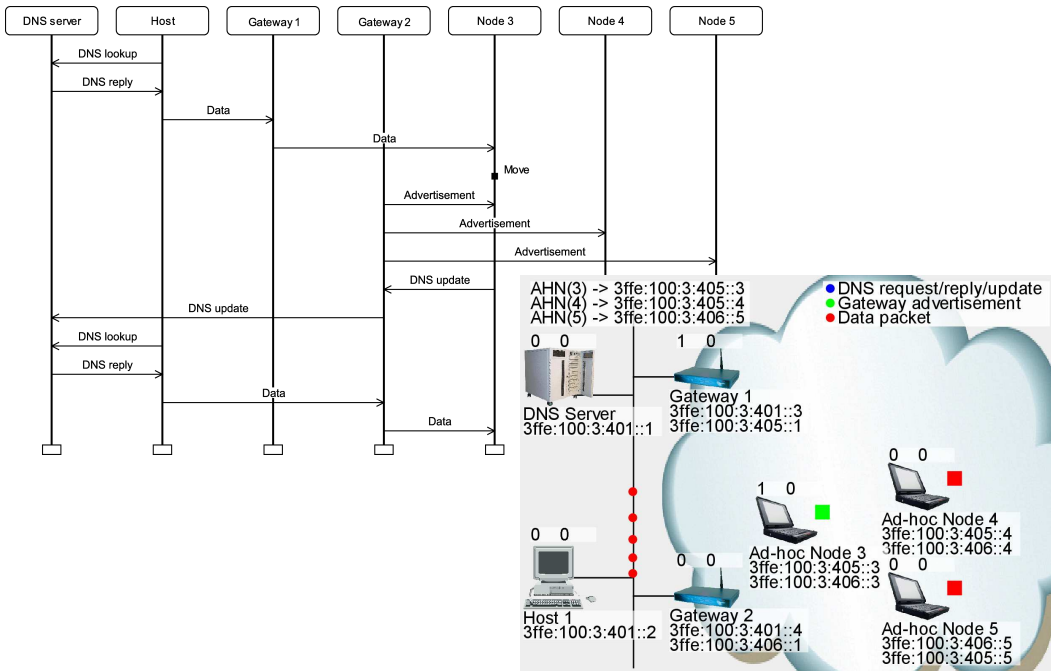 DNS server
Host
Gateway 1
Gateway 2
Node 3
Node 4
Node 5
DNS lookup
DNS reply
Data
Data
Move
Advertisement
Advertisement
Advertisement
DNS update
DNS update
DNS lookup
DNS reply
Data
Data
AHN(3) -> 3ffe:100:3:405::3
AHN(4) -> 3ffe:100:3:405::4
AHN(5) -> 3ffe:100:3:406::5
DNS request/reply/update
Gateway advertisement
Data packet
0 0
DNS Server
3ffe:100:3:401::1
1 0
Gateway 1
3ffe:100:3:401::3
3ffe:100:3:405::1
0 0
Host 1
3ffe:100:3:401::2
0 0
Gateway 2
3ffe:100:3:401::4
3ffe:100:3:406::1
1 0
Ad-hoc Node 3
3ffe:100:3:405::3
3ffe:100:3:406::3
0 0
Ad-hoc Node 4
3ffe:100:3:405::4
3ffe:100:3:406::4
0 0
Ad-hoc Node 5
3ffe:100:3:406::5
3ffe:100:3:405::5